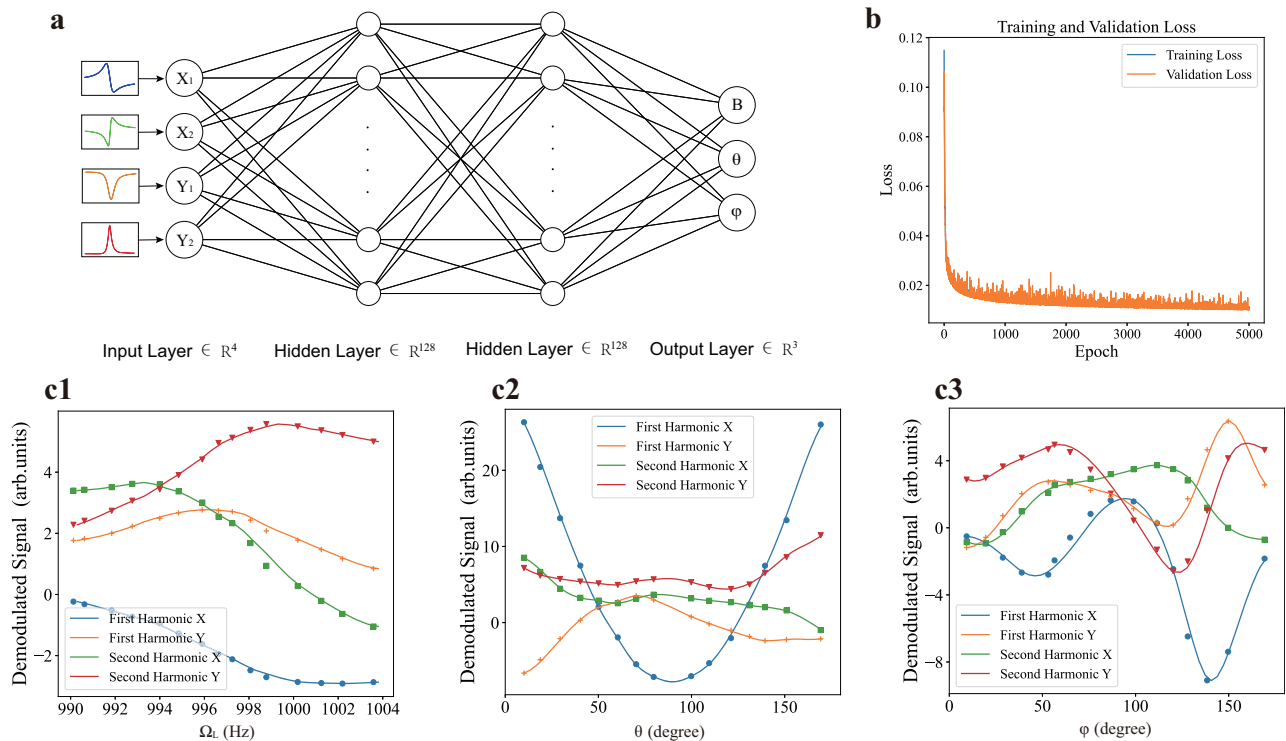 a
X1
X2
Y1
Y2
B
θ
φ
Input Layer ∈ R⁴
Hidden Layer ∈ R¹²⁸
Hidden Layer ∈ R¹²⁸
Output Layer ∈ R³
b
Training and Validation Loss
Training Loss
Validation Loss
0.12
0.10
0.08
0.06
0.04
0.02
Loss
0
1000
2000
3000
4000
5000
Epoch
c1
Demodulated Signal (arb.units)
4
2
0
−2
First Harmonic X
First Harmonic Y
Second Harmonic X
Second Harmonic Y
990
992
994
996
998
1000
1002
1004
ΩL (Hz)
c2
Demodulated Signal (arb.units)
20
10
0
First Harmonic X
First Harmonic Y
Second Harmonic X
Second Harmonic Y
0
50
100
150
θ (degree)
c3
Demodulated Signal (arb.units)
4
0
−4
−8
First Harmonic X
First Harmonic Y
Second Harmonic X
Second Harmonic Y
0
50
100
150
φ (degree)